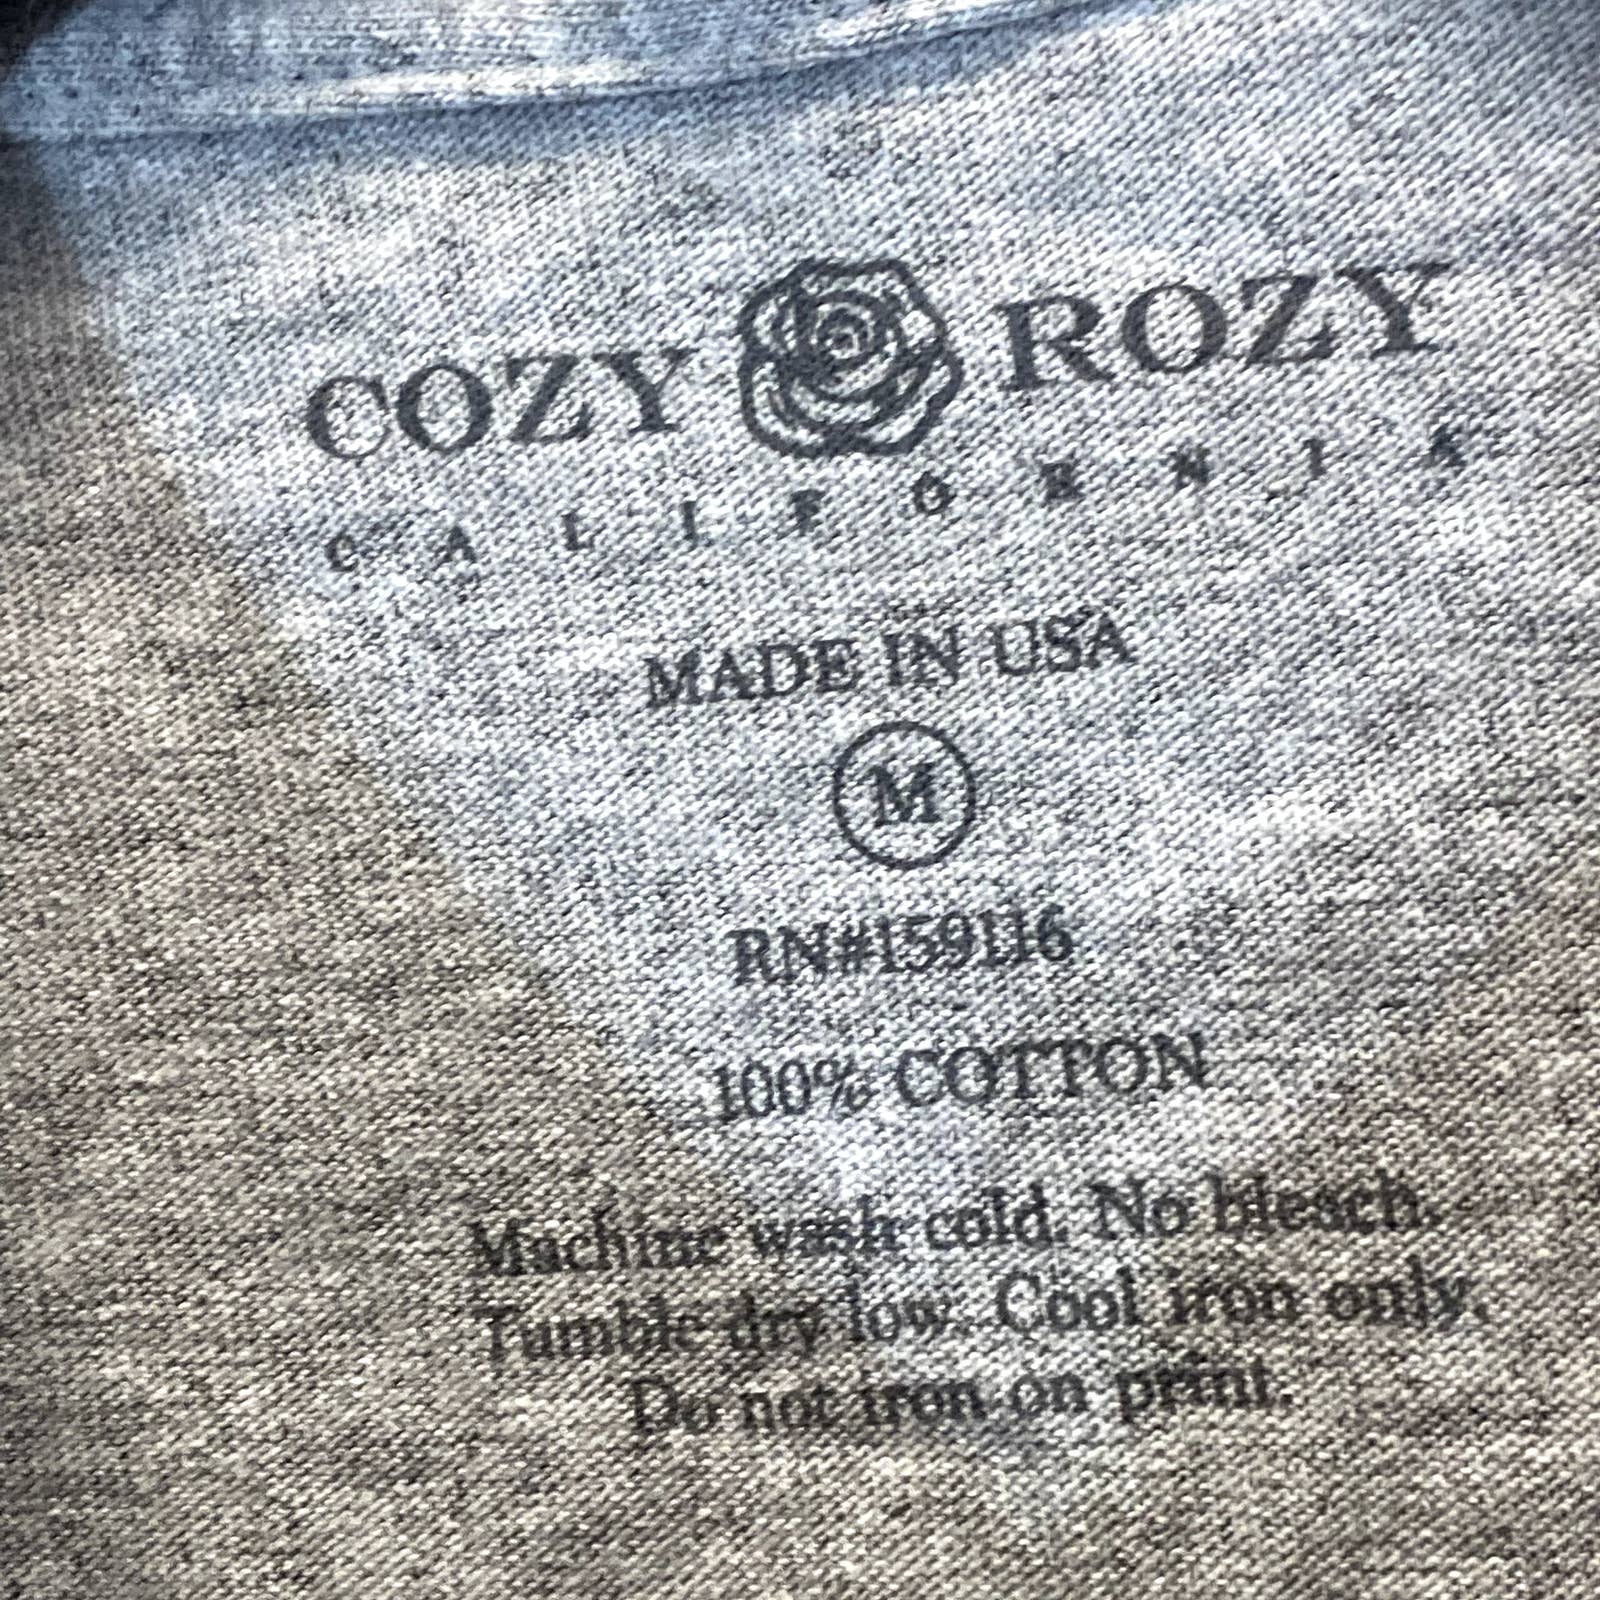 COZY ROZY
CALIFORNIA
MADE IN USA
M
RN#159116
100% COTTON
Machine wash cold. No bleach.
Tumble dry low. Cool iron only.
Do not iron on print.